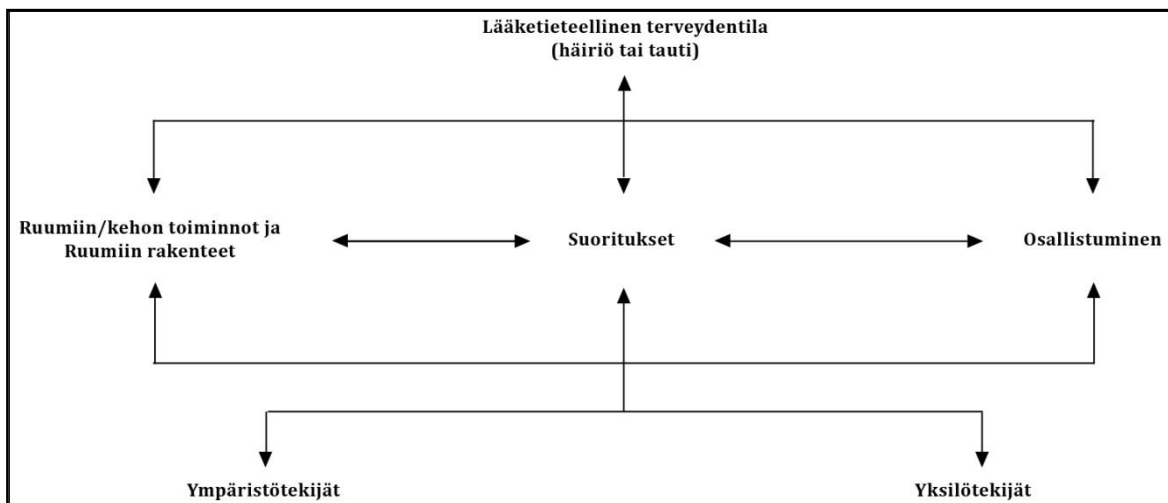 Lääketieteellinen terveydentila
(häiriö tai tauti)
Ruumiin/kehon toiminnot ja
Ruumiin rakenteet
Suoritukset
Osallistuminen
Ympäristötekijät
Yksilötekijät